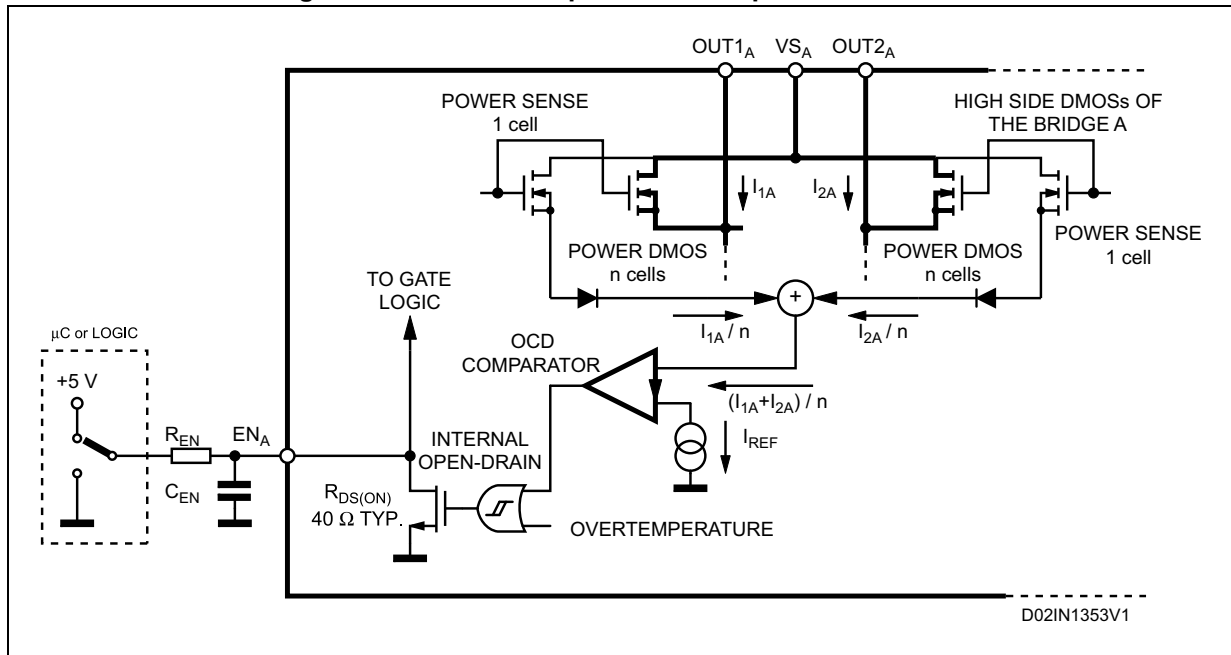 OUT1A VSA OUT2A
POWER SENSE
1 cell
HIGH SIDE DMOSs OF
THE BRIDGE A
I1A I2A
POWER SENSE
1 cell
POWER DMOS
n cells
POWER DMOS
n cells
TO GATE
LOGIC
+
I1A / n I2A / n
μC or LOGIC
OCD
COMPARATOR
+5 V
(I1A+I2A) / n
IREF
REN ENA
INTERNAL
OPEN-DRAIN
CEN
RDS(ON)
40 Ω TYP.
OVERTEMPERATURE
D02IN1353V1